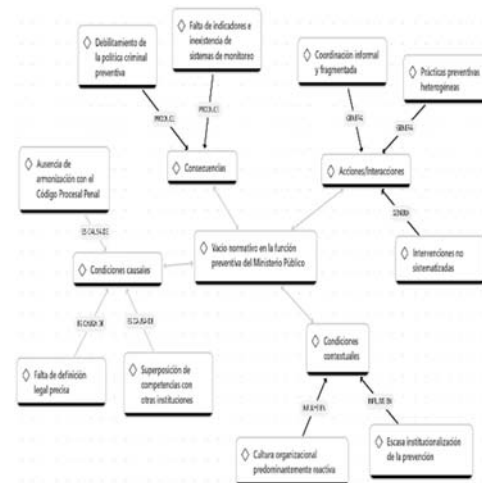 Debilitamiento de
la política criminal
preventiva
Falta de indicadores e
inexistencia de
sistemas de monitoreo
Coordinación informal
y fragmentada
Prácticas preventivas
heterogéneas
PRODUCE
PRODUCE
GENERA
GENERA
Ausencia de
armonización con el
Código Procesal Penal
Consecuencias
Acciones/Interacciones
ES CAUSA DE
GENERA
Vacío normativo en la función
preventiva del Ministerio Público
Condiciones causales
Intervenciones no
sistematizadas
ES CAUSA DE
ES CAUSA DE
Condiciones
contextuales
Falta de definición
legal precisa
Superposición de
competencias con
otras instituciones
INFLUYE EN
INFLUYE EN
Cultura organizacional
predominantemente reactiva
Escasa institucionalización
de la prevención